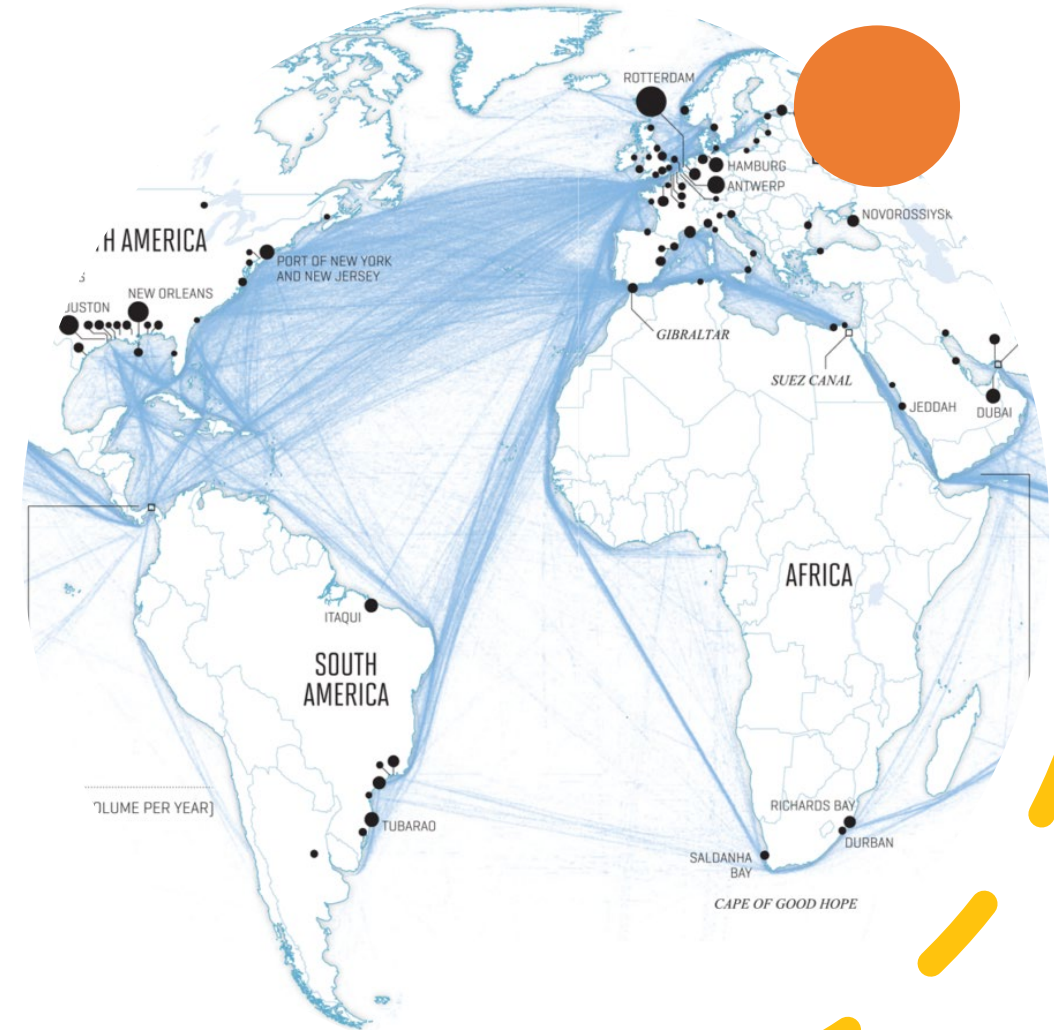 ROTTERDAM
HAMBURG
ANTWERP
NOVOROSSIYSK
H AMERICA
PORT OF NEW YORK
AND NEW JERSEY
S
NEW ORLEANS
JUSTON
GIBRALTAR
SUEZ CANAL
JEDDAH
DUBAI
AFRICA
ITAQUI
SOUTH
AMERICA
OLUME PER YEAR]
TUBARAO
RICHARDS BAY
DURBAN
SALDANHA
BAY
CAPE OF GOOD HOPE